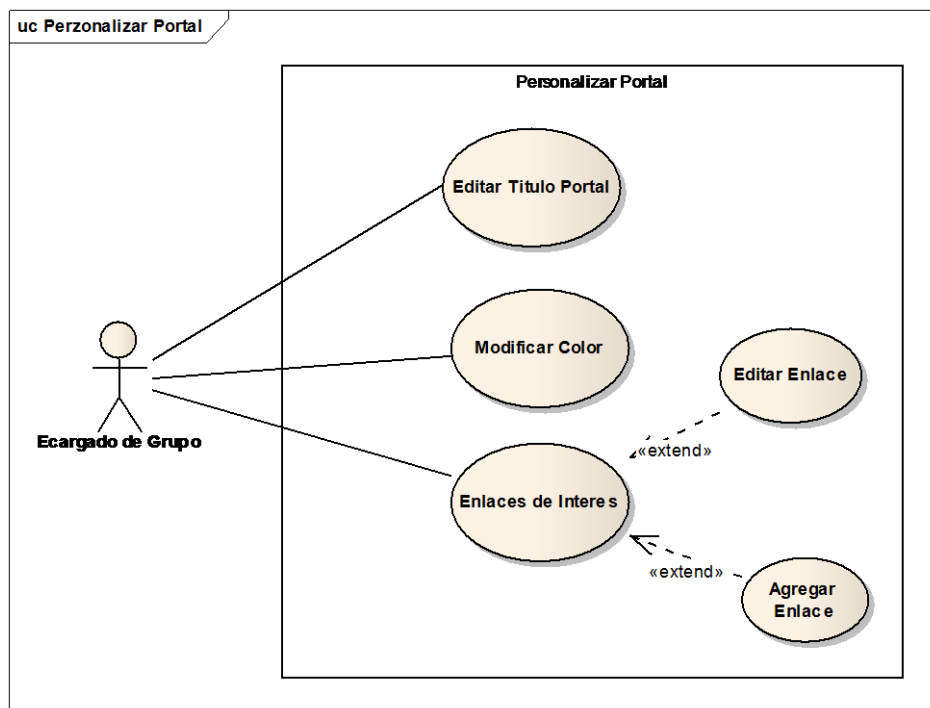 uc Perzonalizar Portal
Personalizar Portal
Editar Titulo Portal
Modificar Color
Editar Enlace
Ecargado de Grupo
«extend»
Enlaces de Interes
«extend»
Agregar
Enlace